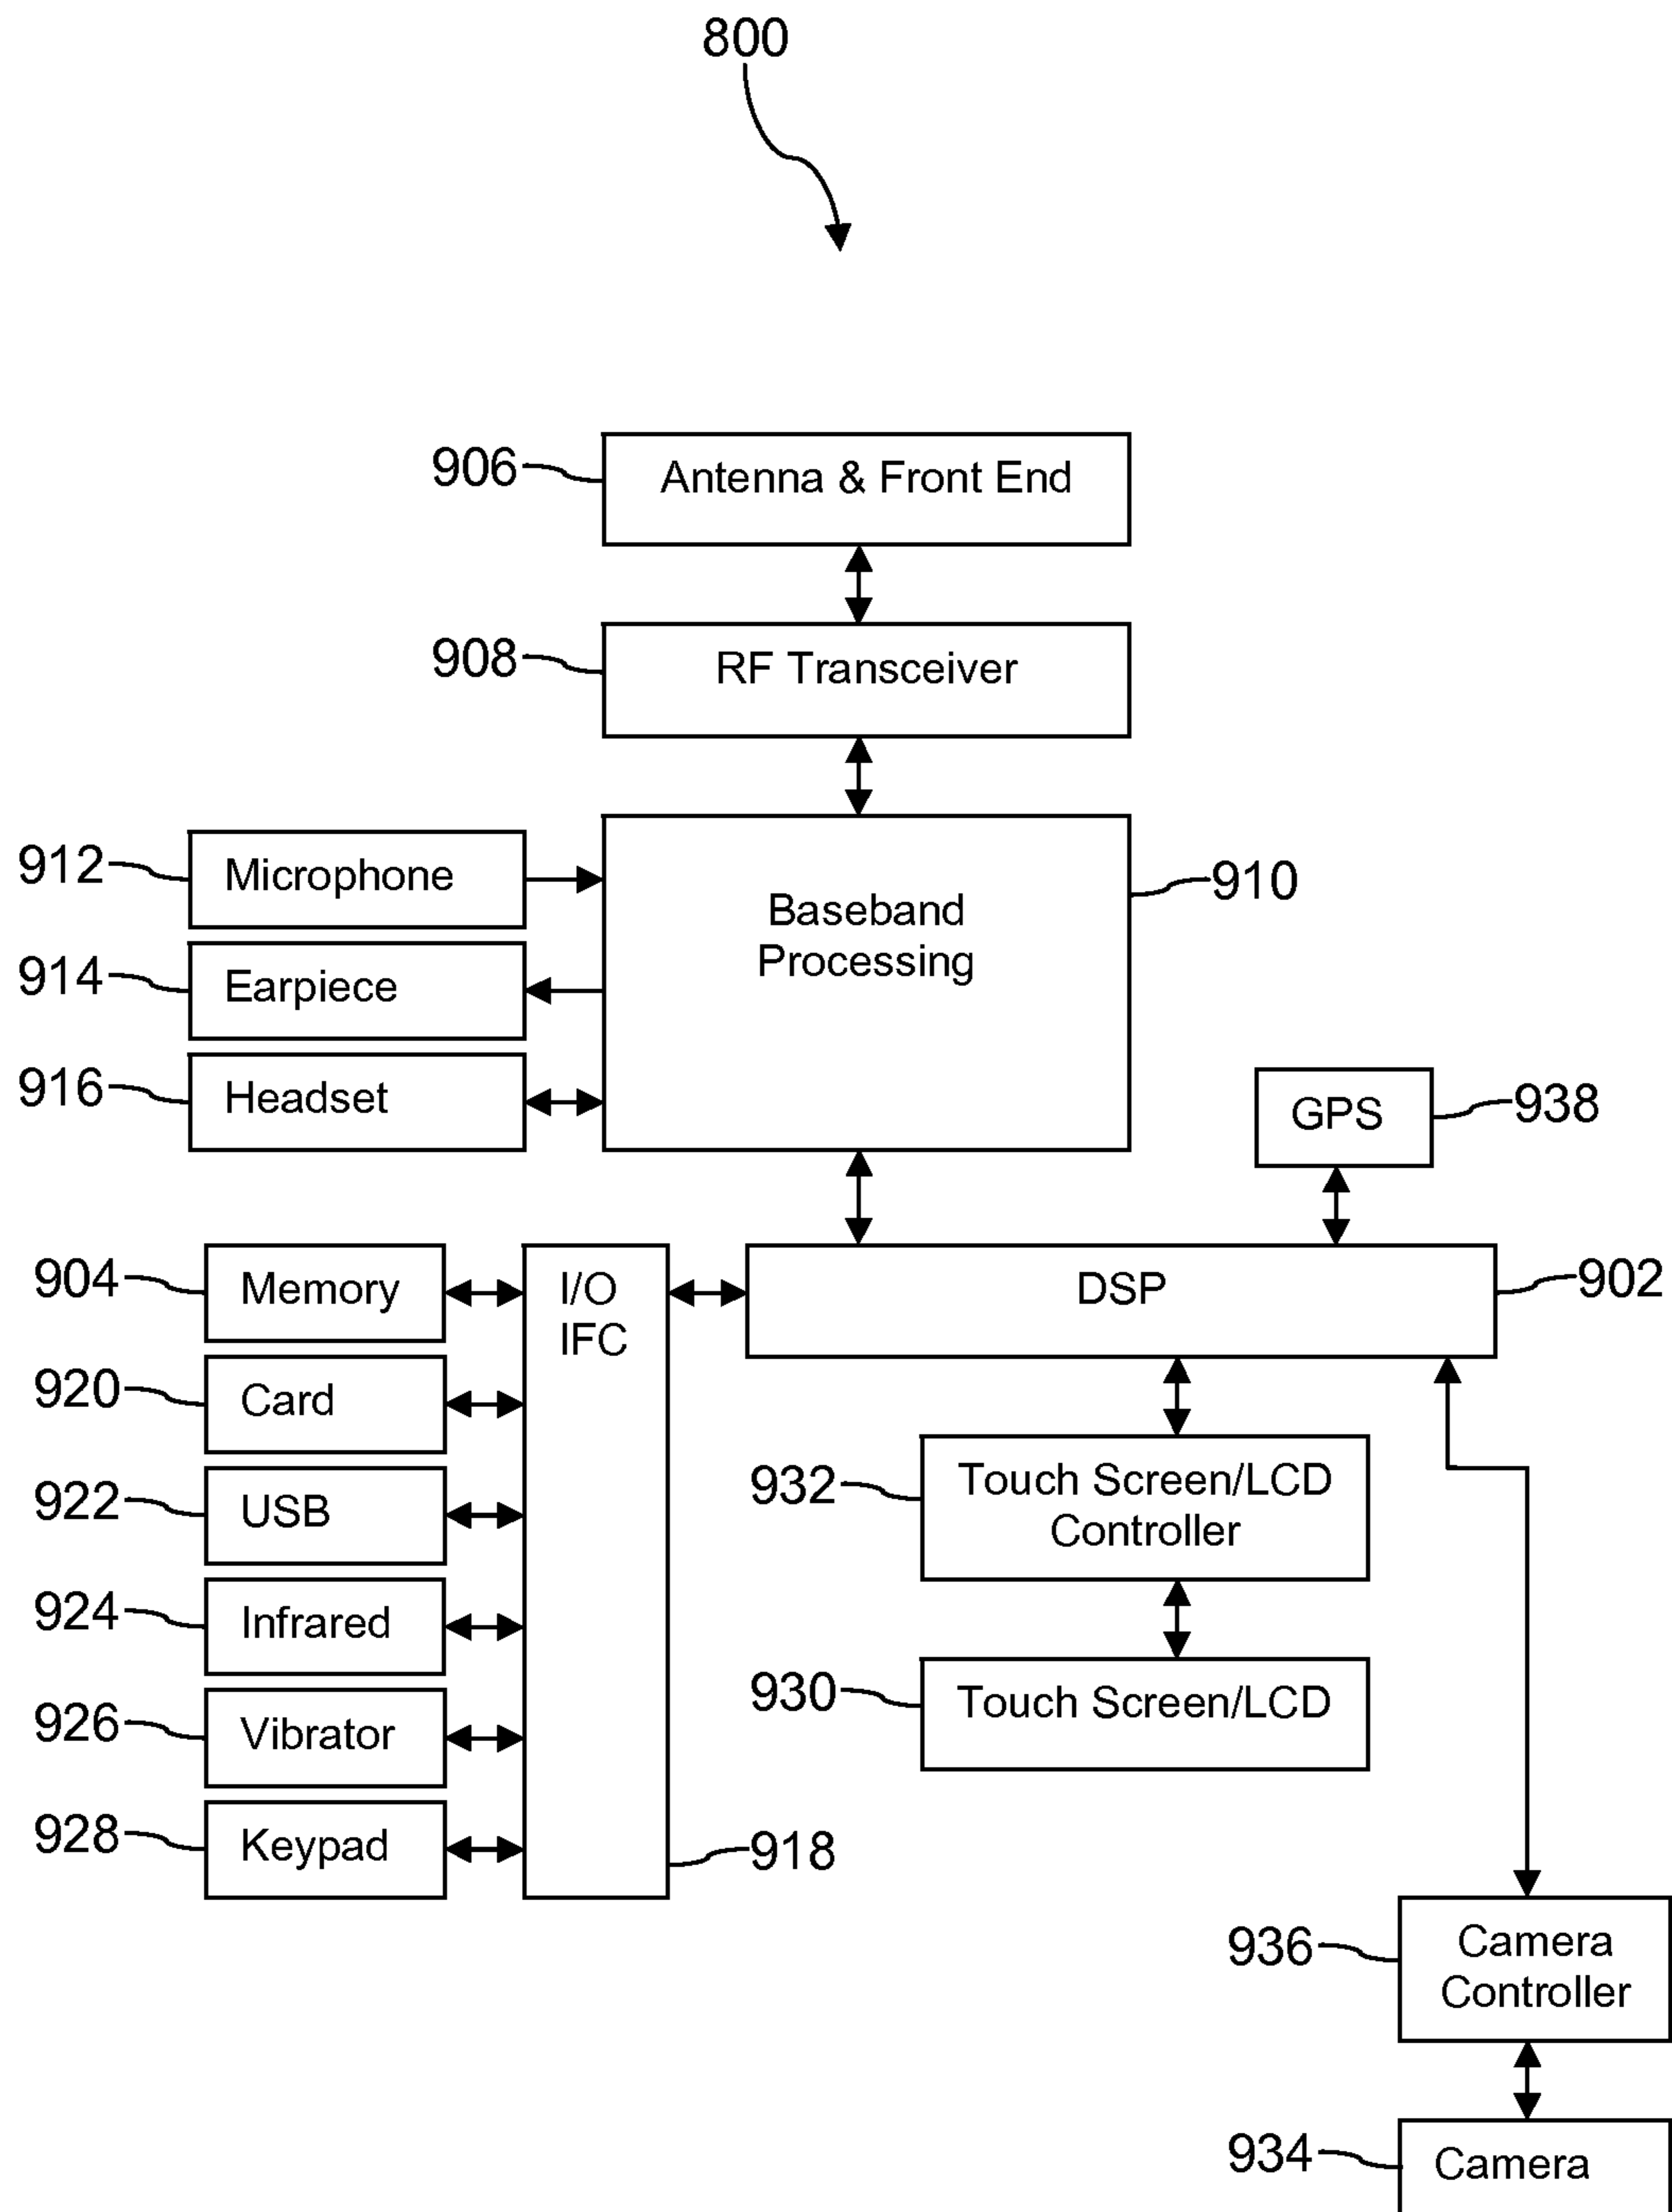 800
906
Antenna & Front End
908
RF Transceiver
912
Microphone
Baseband
Processing
910
914
Earpiece
916
Headset
GPS
938
904
Memory
I/O
IFC
DSP
902
920
Card
922
USB
932
Touch Screen/LCD
Controller
924
Infrared
926
Vibrator
930
Touch Screen/LCD
928
Keypad
918
936
Camera
Controller
934
Camera